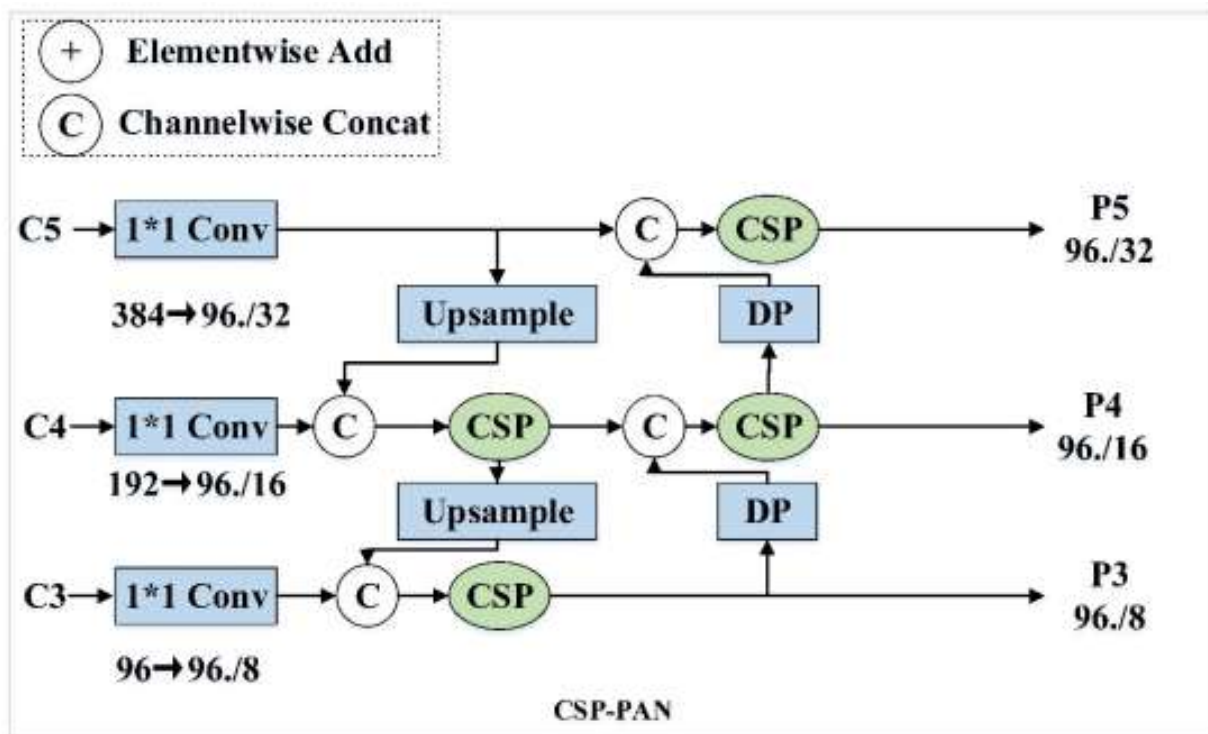 + Elementwise Add
C Channelwise Concat
C5 1*1 Conv C CSP P5
96./32
384→96./32 Upsample DP
C4 1*1 Conv C CSP C CSP P4
96./16
192→96./16
Upsample DP
C3 1*1 Conv C CSP P3
96./8
96→96./8
CSP-PAN